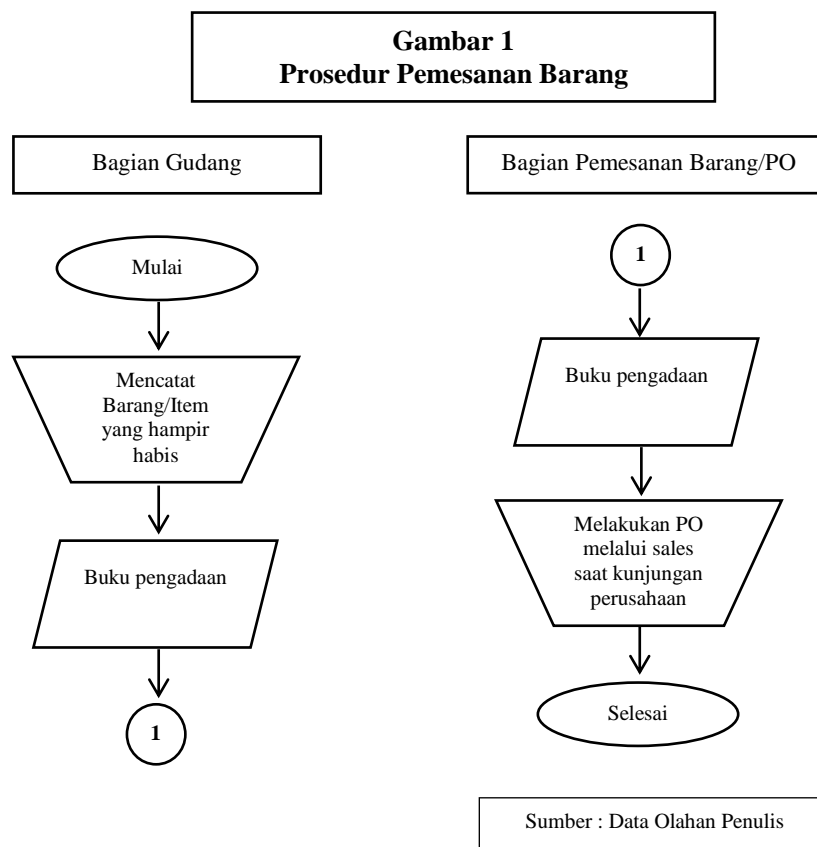 Gambar 1
Prosedur Pemesanan Barang
Bagian Gudang
Mulai
Mencatat
Barang/Item
yang hampir
habis
Buku pengadaan
1
Bagian Pemesanan Barang/PO
1
Buku pengadaan
Melakukan PO
melalui sales
saat kunjungan
perusahaan
Selesai
Sumber : Data Olahan Penulis